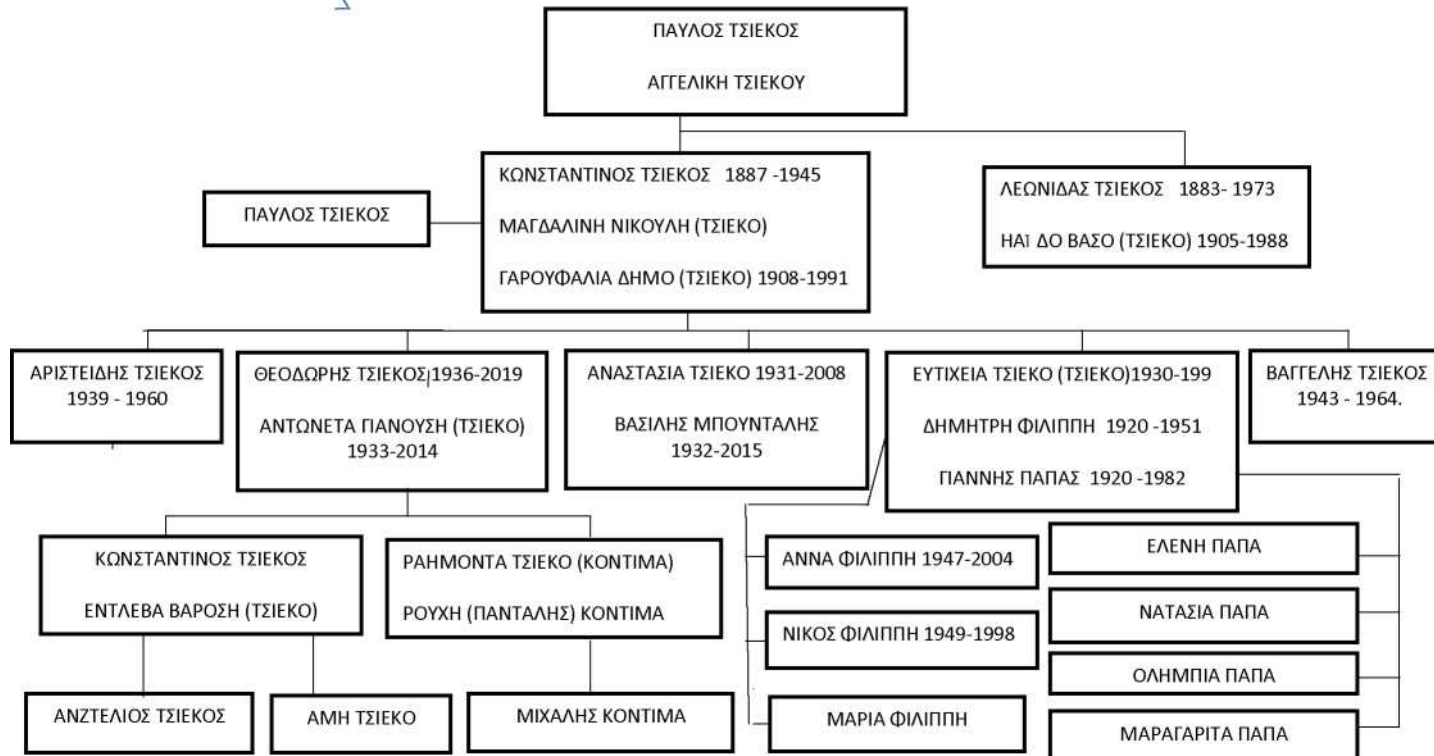 ΠΑΥΛΟΣ ΤΣΙΕΚΟΣ
ΑΓΓΕΛΙΚΗ ΤΣΙΕΚΟΥ
ΠΑΥΛΟΣ ΤΣΙΕΚΟΣ
ΚΩΝΣΤΑΝΤΙΝΟΣ ΤΣΙΕΚΟΣ 1887 -1945
ΜΑΓΔΑΛΙΝΗ ΝΙΚΟΥΛΗ (ΤΣΙΕΚΟ)
ΓΑΡΟΥΦΑΛΙΑ ΔΗΜΟ (ΤΣΙΕΚΟ) 1908-1991
ΛΕΩΝΙΔΑΣ ΤΣΙΕΚΟΣ 1883- 1973
ΗΑΪ ΔΟ ΒΑΣΟ (ΤΣΙΕΚΟ) 1905-1988
ΑΡΙΣΤΕΙΔΗΣ ΤΣΙΕΚΟΣ
1939 - 1960
ΘΕΟΔΩΡΗΣ ΤΣΙΕΚΟΣ 1936-2019
ΑΝΤΩΝΕΤΑ ΓΙΑΝΟΥΣΗ (ΤΣΙΕΚΟ)
1933-2014
ΑΝΑΣΤΑΣΙΑ ΤΣΙΕΚΟ 1931-2008
ΒΑΣΙΛΗΣ ΜΠΟΥΝΤΑΛΗΣ
1932-2015
ΕΥΤΙΧΕΙΑ ΤΣΙΕΚΟ (ΤΣΙΕΚΟ)1930-199
ΔΗΜΗΤΡΗ ΦΙΛΙΠΠΗ 1920 -1951
ΓΙΑΝΝΗΣ ΠΑΠΑΣ 1920 -1982
ΒΑΓΓΕΛΗΣ ΤΣΙΕΚΟΣ
1943 - 1964.
ΚΩΝΣΤΑΝΤΙΝΟΣ ΤΣΙΕΚΟΣ
ΕΝΤΛΕΒΑ ΒΑΡΟΣΗ (ΤΣΙΕΚΟ)
ΡΑΗΜΟΝΤΑ ΤΣΙΕΚΟ (ΚΟΝΤΙΜΑ)
ΡΟΥΧΗ (ΠΑΝΤΑΛΗΣ) ΚΟΝΤΙΜΑ
ΑΝΝΑ ΦΙΛΙΠΠΗ 1947-2004
ΝΙΚΟΣ ΦΙΛΙΠΠΗ 1949-1998
ΜΑΡΙΑ ΦΙΛΙΠΠΗ
ΕΛΕΝΗ ΠΑΠΑ
ΝΑΤΑΣΙΑ ΠΑΠΑ
ΟΛΗΜΠΙΑ ΠΑΠΑ
ΜΑΡΑΓΑΡΙΤΑ ΠΑΠΑ
ΑΝΖΤΕΛΙΟΣ ΤΣΙΕΚΟΣ
ΑΜΗ ΤΣΙΕΚΟ
ΜΙΧΑΛΗΣ ΚΟΝΤΙΜΑ